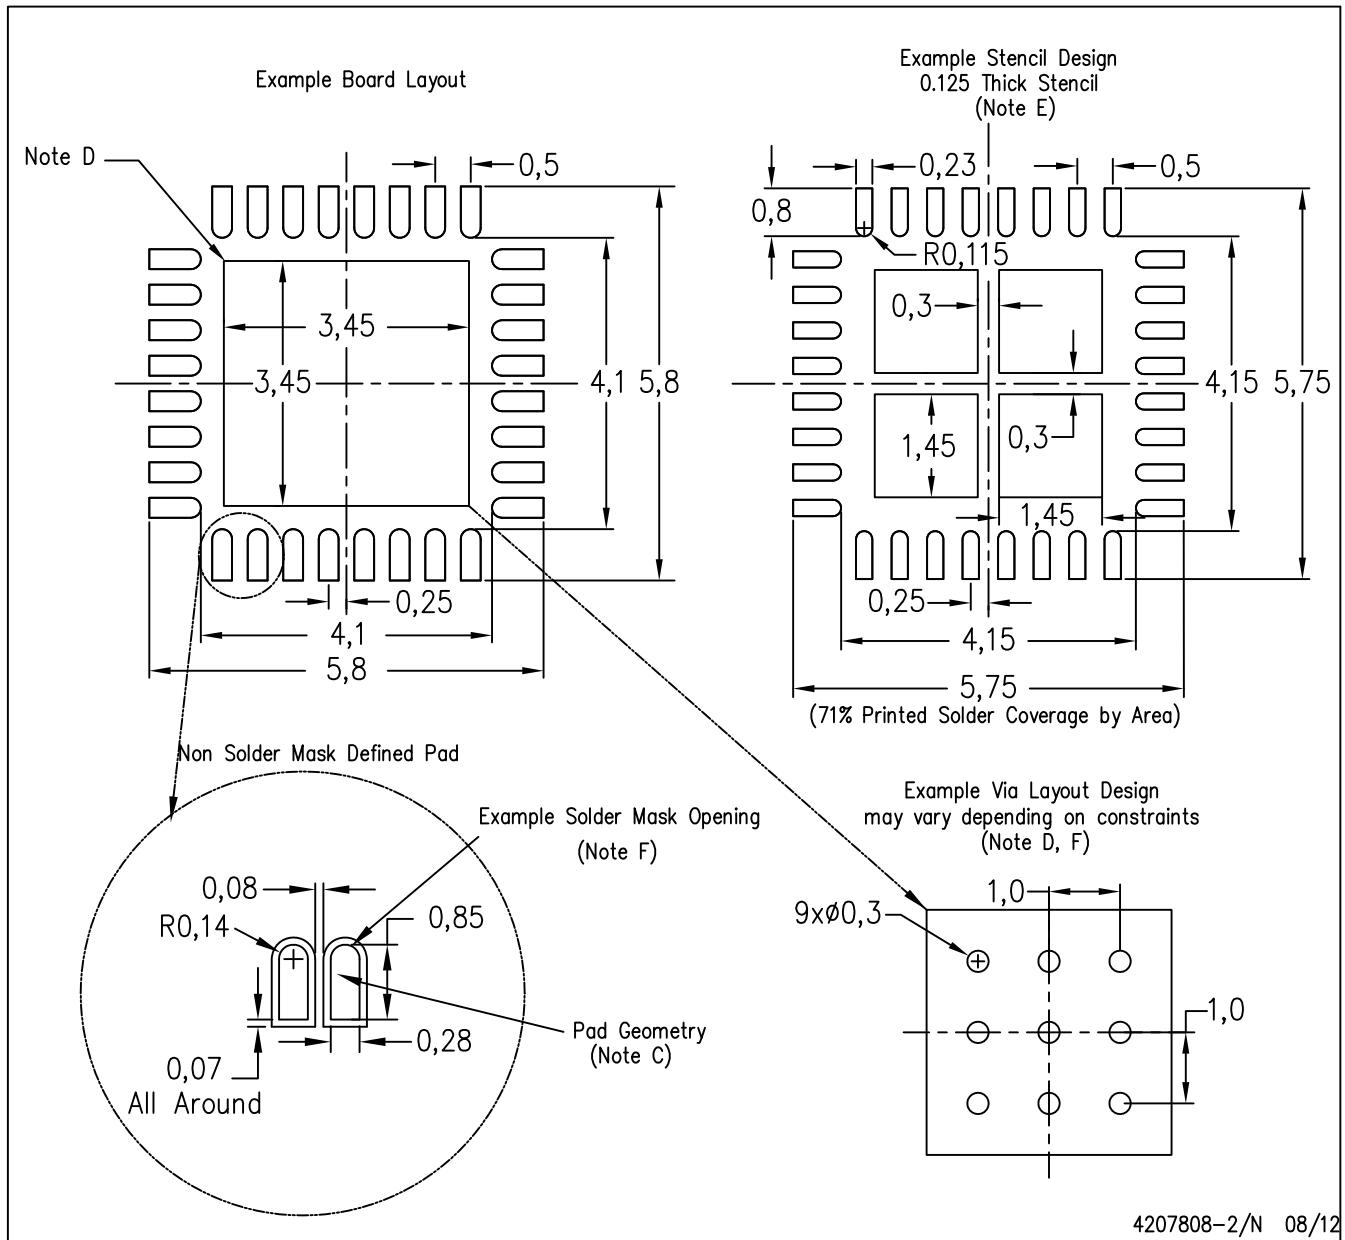 Example Board Layout
Note D
0,5
3,45
3,45
4,1
5,8
0,25
4,1
5,8
Example Stencil Design
0.125 Thick Stencil
(Note E)
0,23
0,5
0,8
R0,115
0,3
4,15
5,75
1,45
0,3
1,45
0,25
4,15
5,75
(71% Printed Solder Coverage by Area)
Non Solder Mask Defined Pad
Example Solder Mask Opening
(Note F)
0,08
R0,14
0,85
Pad Geometry
(Note C)
0,28
0,07
All Around
Example Via Layout Design
may vary depending on constraints
(Note D, F)
1,0
9xø0,3
1,0
4207808-2/N 08/12